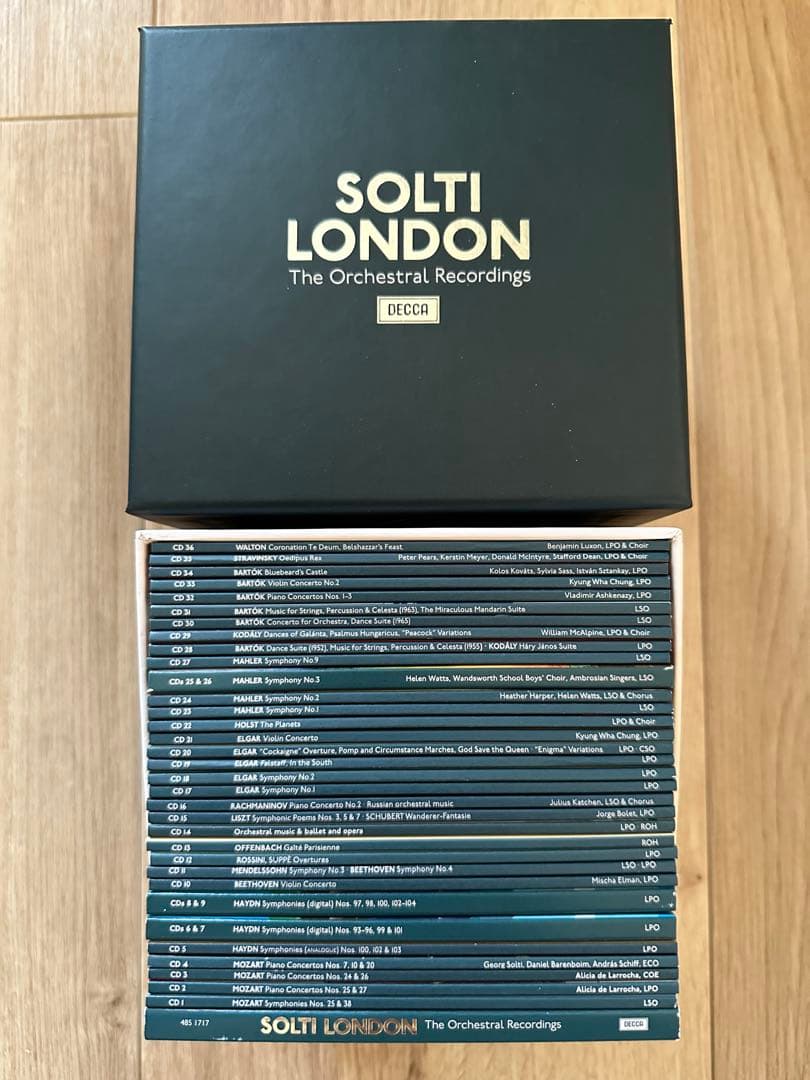 SOLTI
LONDON
The Orchestral Recordings
DECCA
CD 36 WALTON Coronation Te Deum, Belshazzar's Feast Benjamin Luxon, LPO & Choir
CD 35 STRAVINSKY Oedipus Rex Peter Pears, Kerstin Meyer, Donald McIntyre, Stafford Dean, LPO & Choir
CD 34 BARTÓK Bluebeard's Castle Kolos Kováts, Sylvia Sass, István Sztankay, LPO
CD 33 BARTÓK Violin Concerto No.2 Kyung Wha Chung, LPO
CD 32 BARTÓK Piano Concertos Nos. 1–3 Vladimir Ashkenazy, LPO
CD 31 BARTÓK Music for Strings, Percussion & Celesta (1963), The Miraculous Mandarin Suite LSO
CD 30 BARTÓK Concerto for Orchestra, Dance Suite (1965) LSO
CD 29 KODÁLY Dances of Galánta, Psalmus Hungaricus, "Peacock" Variations William McAlpine, LPO & Choir
CD 28 BARTÓK Dance Suite (1952), Music for Strings, Percussion & Celesta (1955) · KODÁLY Háry János Suite LPO
CD 27 MAHLER Symphony No.9 LSO
CDs 25 & 26 MAHLER Symphony No.3 Helen Watts, Wandsworth School Boys' Choir, Ambrosian Singers, LSO
CD 24 MAHLER Symphony No.2 Heather Harper, Helen Watts, LSO & Chorus
CD 23 MAHLER Symphony No.1 LSO
CD 22 HOLST The Planets LPO & Choir
CD 21 ELGAR Violin Concerto Kyung Wha Chung, LPO
CD 20 ELGAR "Cockaigne" Overture, Pomp and Circumstance Marches, God Save the Queen · "Enigma" Variations LPO · CSO
CD 19 ELGAR Falstaff, In the South LPO
CD 18 ELGAR Symphony No.2 LPO
CD 17 ELGAR Symphony No.1 LPO
CD 16 RACHMANINOV Piano Concerto No.2 · Russian orchestral music Julius Katchen, LSO & Chorus
CD 15 LISZT Symphonic Poems Nos. 3, 5 & 7 · SCHUBERT Wanderer-Fantasie Jorge Bolet, LPO
CD 14 Orchestral music & ballet and opera LPO · ROH
CD 13 OFFENBACH Gaîté Parisienne ROH
CD 12 ROSSINI, SUPPÉ Overtures LPO
CD 11 MENDELSSOHN Symphony No.3 · BEETHOVEN Symphony No.4 LSO · LPO
CD 10 BEETHOVEN Violin Concerto Mischa Elman, LPO
CDs 8 & 9 HAYDN Symphonies (digital) Nos. 97, 98, 100, 102–104 LPO
CDs 6 & 7 HAYDN Symphonies (digital) Nos. 93–96, 99 & 101 LPO
CD 5 HAYDN Symphonies (ANALOGUE) Nos. 100, 102 & 103 LPO
CD 4 MOZART Piano Concertos Nos. 7, 10 & 20 Georg Solti, Daniel Barenboim, András Schiff, ECO
CD 3 MOZART Piano Concertos Nos. 24 & 26 Alicia de Larrocha, COE
CD 2 MOZART Piano Concertos Nos. 25 & 27 Alicia de Larrocha, LPO
CD 1 MOZART Symphonies Nos. 25 & 38 LSO
485 1717 SOLTI LONDON The Orchestral Recordings DECCA